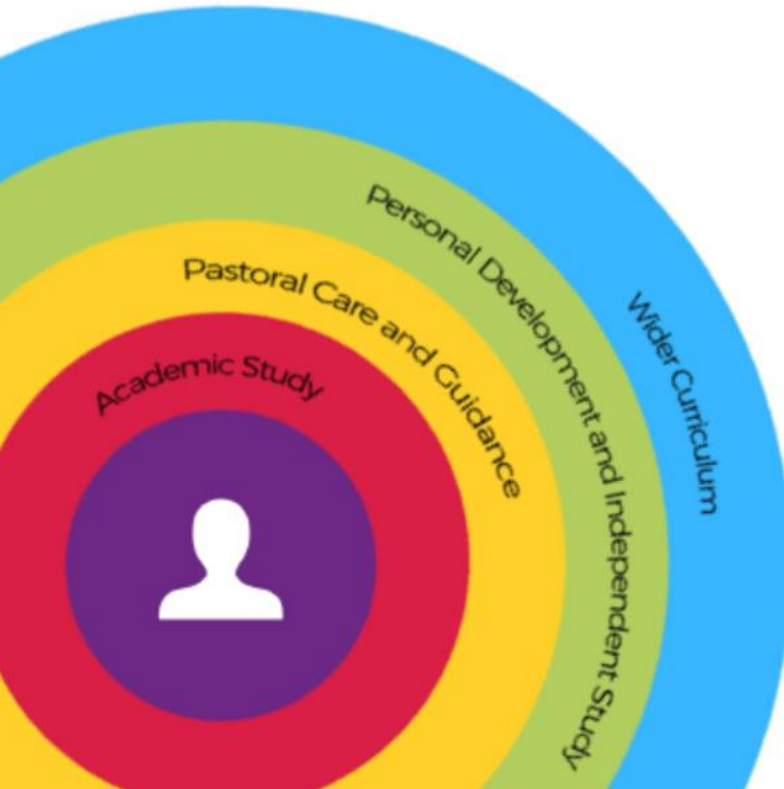 Academic Study
Pastoral Care and Guidance
Personal Development and Independent Study
Wider Curriculum